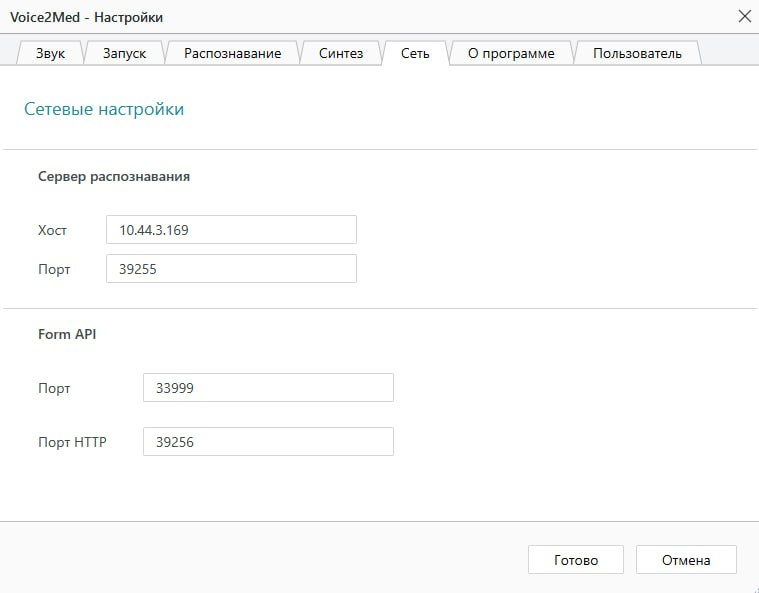 Voice2Med - Настройки
Звук Запуск Распознавание Синтез Сеть О программе Пользователь
Сетевые настройки
Сервер распознавания
Хост 10.44.3.169
Порт 39255
Form API
Порт 33999
Порт HTTP 39256
Готово Отмена